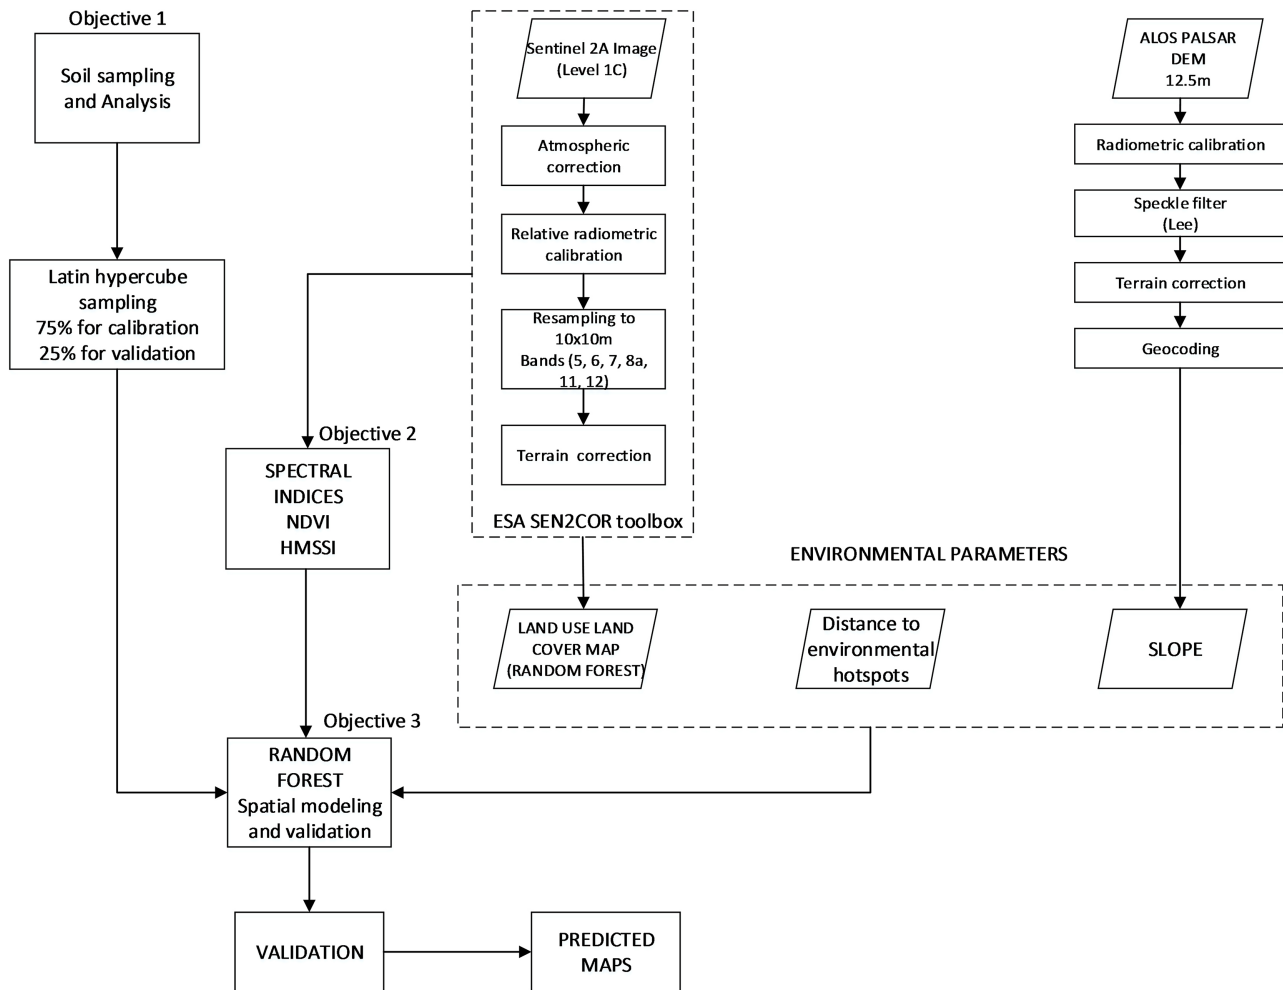 Objective 1
Soil sampling
and Analysis
Latin hypercube
sampling
75% for calibration
25% for validation
Sentinel 2A Image
(Level 1C)
Atmospheric
correction
Relative radiometric
calibration
Resampling to
10x10m
Bands (5, 6, 7, 8a,
11, 12)
Terrain correction
ESA SEN2COR toolbox
ALOS PALSAR
DEM
12.5m
Radiometric calibration
Speckle filter
(Lee)
Terrain correction
Geocoding
Objective 2
SPECTRAL
INDICES
NDVI
HMSSI
ENVIRONMENTAL PARAMETERS
LAND USE LAND
COVER MAP
(RANDOM FOREST)
Distance to
environmental
hotspots
SLOPE
Objective 3
RANDOM
FOREST
Spatial modeling
and validation
VALIDATION
PREDICTED
MAPS